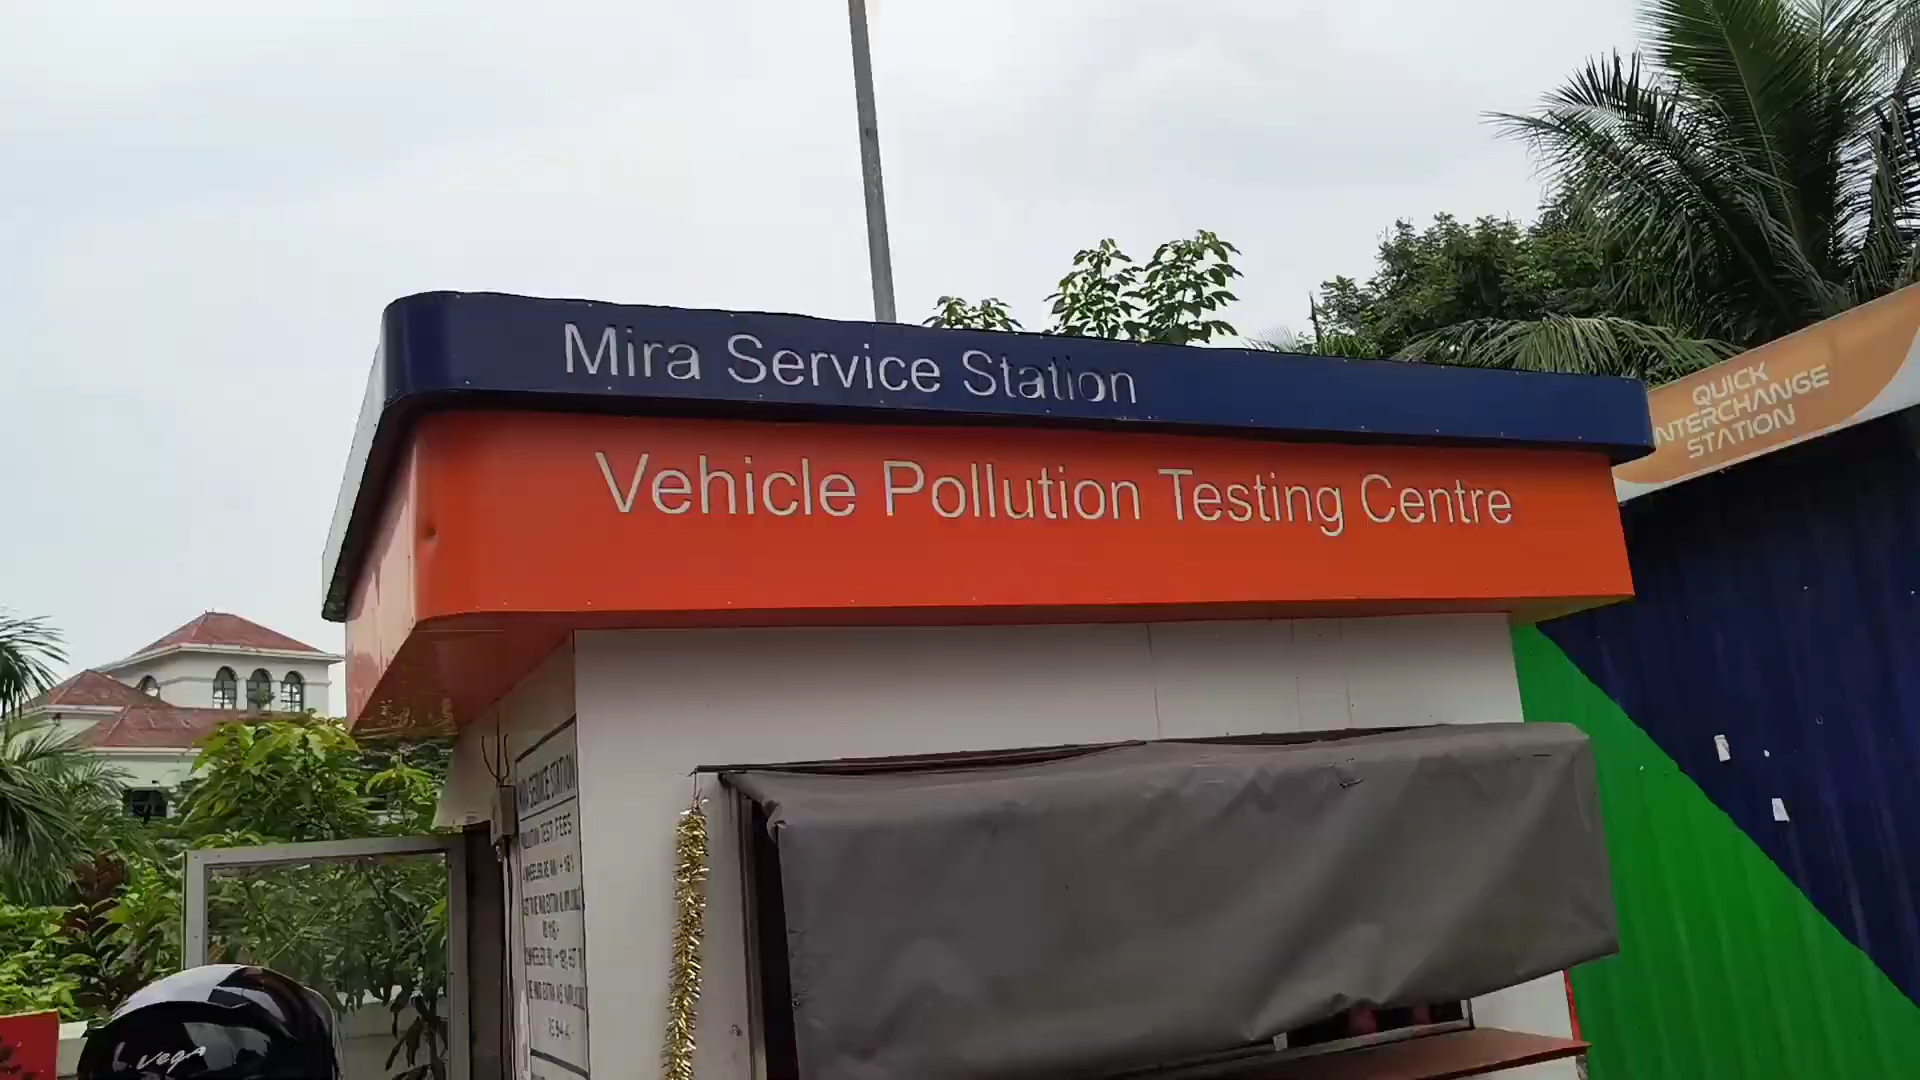 Mira Service Station
Vehicle Pollution Testing Centre
QUICK
INTERCHANGE
STATION
MIRA SERVICE STATION
POLLUTION TEST FEES
Vega